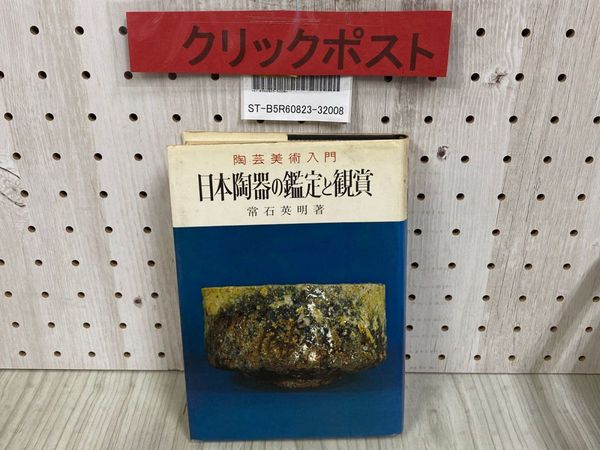 クリックポスト
ST-B5R60823-32008
陶芸美術入門
日本陶器の鑑定と観賞
常石英明著